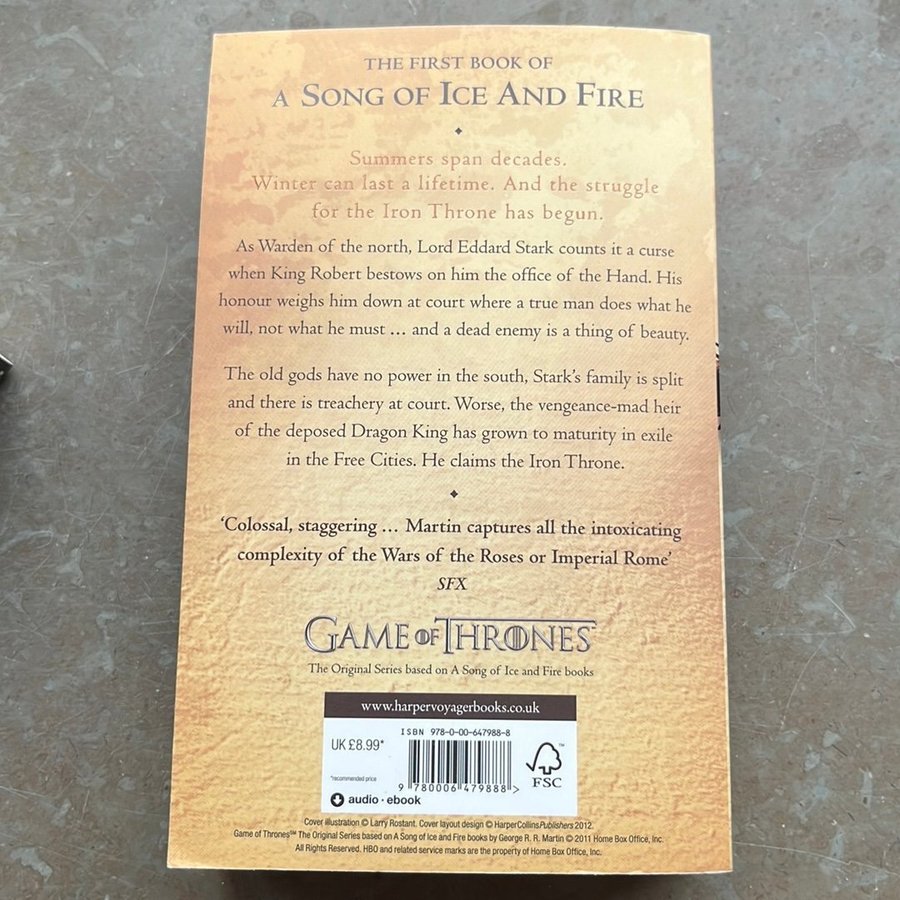 THE FIRST BOOK OF
A SONG OF ICE AND FIRE
Summers span decades.
Winter can last a lifetime. And the struggle
for the Iron Throne has begun.
As Warden of the north, Lord Eddard Stark counts it a curse
when King Robert bestows on him the office of the Hand. His
honour weighs him down at court where a true man does what he
will, not what he must ... and a dead enemy is a thing of beauty.
The old gods have no power in the south, Stark's family is split
and there is treachery at court. Worse, the vengeance-mad heir
of the deposed Dragon King has grown to maturity in exile
in the Free Cities. He claims the Iron Throne.
‘Colossal, staggering ... Martin captures all the intoxicating
complexity of the Wars of the Roses or Imperial Rome’
SFX
GAME OF THRONES
The Original Series based on A Song of Ice and Fire books
www.harpervoyagerbooks.co.uk
ISBN 978-0-00-647988-8
UK £8.99*
*recommended price
9 780006 479888 >
audio · ebook
FSC™
Cover illustration © Larry Rostant. Cover layout design © HarperCollinsPublishers 2012.
Game of Thrones℠ The Original Series based on A Song of Ice and Fire books by George R. R. Martin © 2011 Home Box Office, Inc.
All Rights Reserved. HBO and related service marks are the property of Home Box Office, Inc.